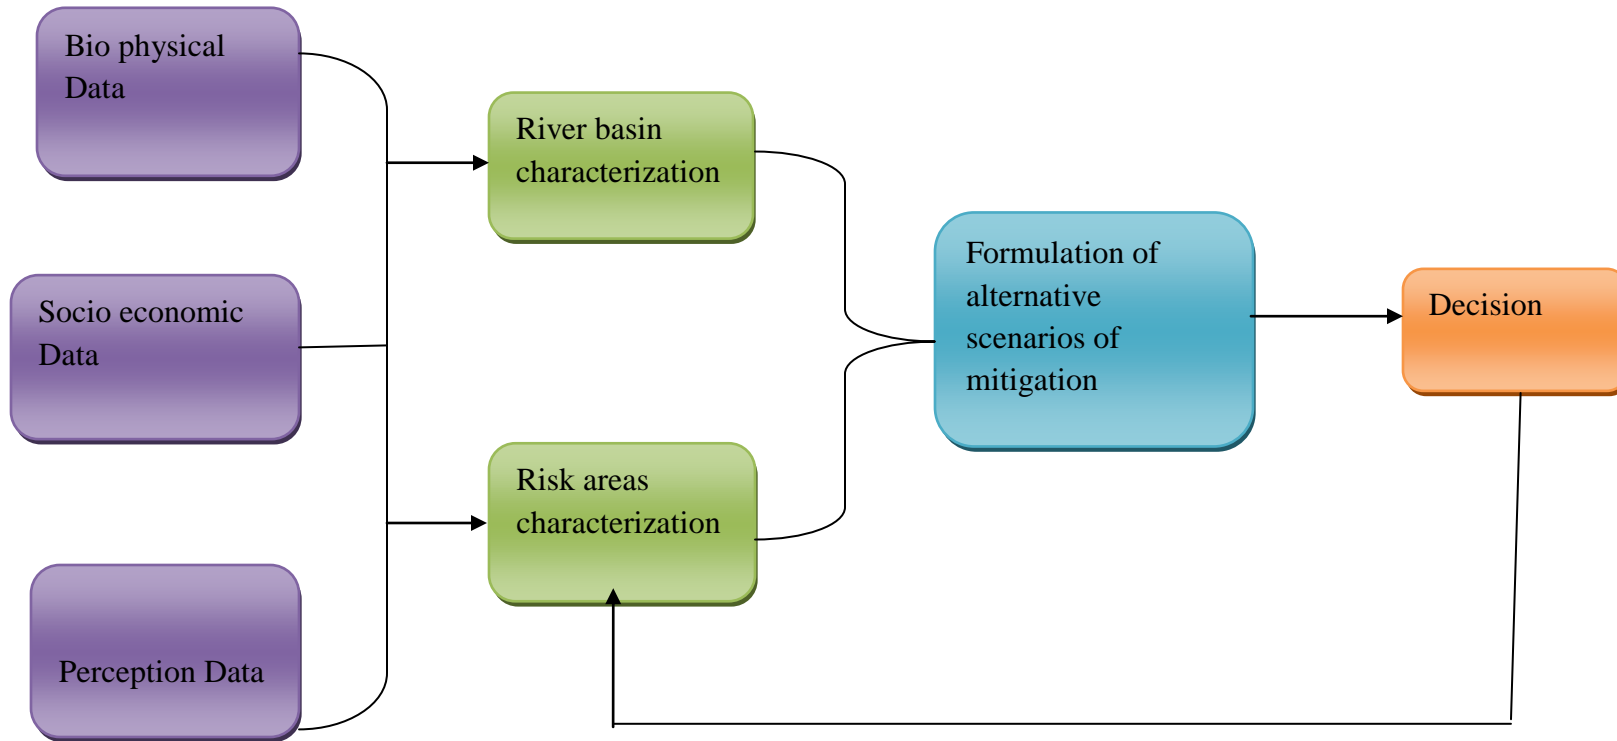 Bio physical
Data
Socio economic
Data
Perception Data
River basin
characterization
Risk areas
characterization
Formulation of
alternative
scenarios of
mitigation
Decision